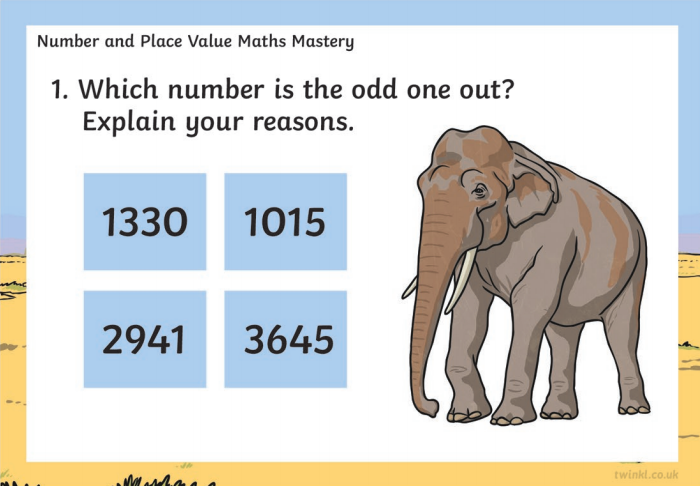 Number and Place Value Maths Mastery
1. Which number is the odd one out?
Explain your reasons.
1330 1015
2941 3645
twinkl.co.uk